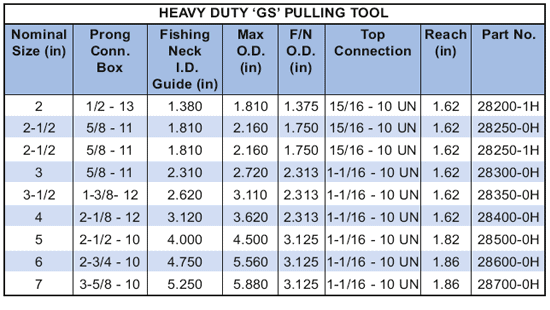 HEAVY DUTY ‘GS’ PULLING TOOL
Nominal Size (in) Prong Conn. Box Fishing Neck I.D. Guide (in) Max O.D. (in) F/N O.D. (in) Top Connection Reach (in) Part No.
2 1/2 - 13 1.380 1.810 1.375 15/16 - 10 UN 1.62 28200-1H
2-1/2 5/8 - 11 1.810 2.160 1.750 15/16 - 10 UN 1.62 28250-0H
2-1/2 5/8 - 11 1.810 2.160 1.750 15/16 - 10 UN 1.62 28250-1H
3 5/8 - 11 2.310 2.720 2.313 1-1/16 - 10 UN 1.62 28300-0H
3-1/2 1-3/8- 12 2.620 3.110 2.313 1-1/16 - 10 UN 1.62 28350-0H
4 2-1/8 - 12 3.120 3.620 2.313 1-1/16 - 10 UN 1.62 28400-0H
5 2-1/2 - 10 4.000 4.500 3.125 1-1/16 - 10 UN 1.82 28500-0H
6 2-3/4 - 10 4.750 5.560 3.125 1-1/16 - 10 UN 1.86 28600-0H
7 3-5/8 - 10 5.250 5.880 3.125 1-1/16 - 10 UN 1.86 28700-0H